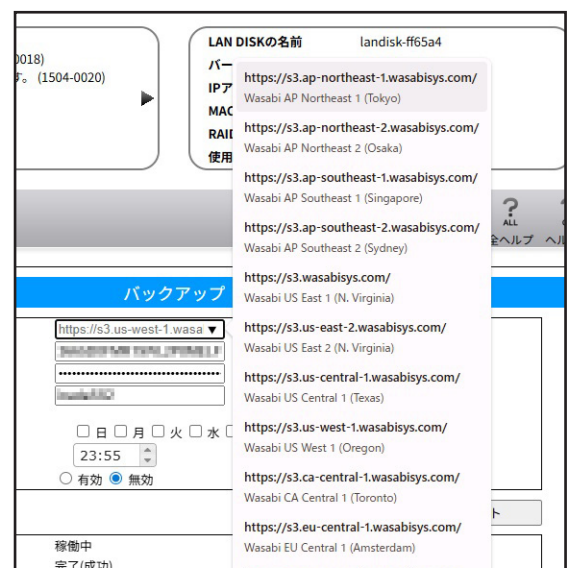 0018)
す。 (1504-0020)
▶
LAN DISKの名前 landisk-ff65a4
バー
IPア
MAC
RAID
使用
https://s3.ap-northeast-1.wasabisys.com/
Wasabi AP Northeast 1 (Tokyo)
https://s3.ap-northeast-2.wasabisys.com/
Wasabi AP Northeast 2 (Osaka)
https://s3.ap-southeast-1.wasabisys.com/
Wasabi AP Southeast 1 (Singapore)
https://s3.ap-southeast-2.wasabisys.com/
Wasabi AP Southeast 2 (Sydney)
https://s3.wasabisys.com/
Wasabi US East 1 (N. Virginia)
https://s3.us-east-2.wasabisys.com/
Wasabi US East 2 (N. Virginia)
https://s3.us-central-1.wasabisys.com/
Wasabi US Central 1 (Texas)
https://s3.us-west-1.wasabisys.com/
Wasabi US West 1 (Oregon)
https://s3.ca-central-1.wasabisys.com/
Wasabi CA Central 1 (Toronto)
https://s3.eu-central-1.wasabisys.com/
Wasabi EU Central 1 (Amsterdam)
?
ALL
全ヘルプ ヘル
バックアップ
https://s3.us-west-1.wasa ▼
日 月 火 水
23:55
有効 無効
ト
稼働中
完了(成功)